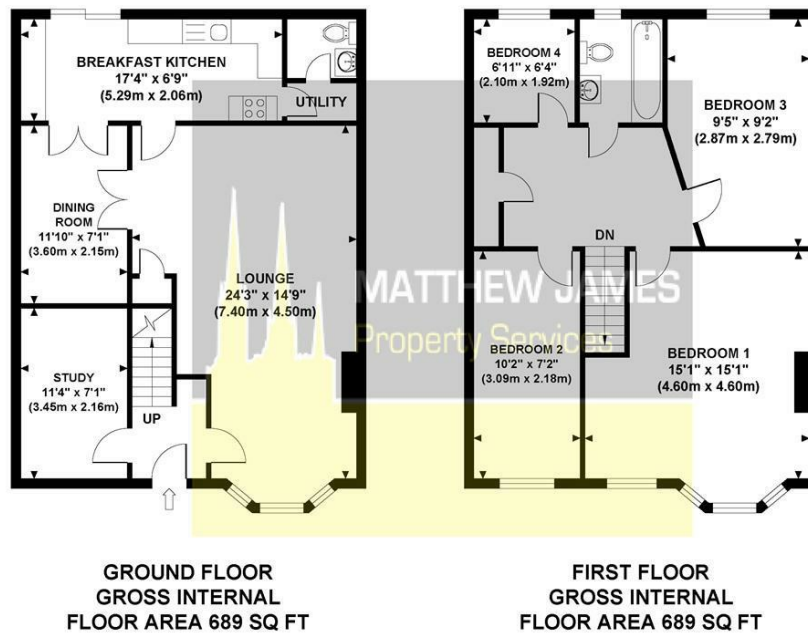 BREAKFAST KITCHEN
17'4" x 6'9"
(5.29m x 2.06m)
UTILITY
DINING
ROOM
11'10" x 7'1"
(3.60m x 2.15m)
LOUNGE
24'3" x 14'9"
(7.40m x 4.50m)
STUDY
11'4" x 7'1"
(3.45m x 2.16m)
UP
BEDROOM 4
6'11" x 6'4"
(2.10m x 1.92m)
BEDROOM 3
9'5" x 9'2"
(2.87m x 2.79m)
DN
MATTHEW JAMES
Property Services
BEDROOM 2
10'2" x 7'2"
(3.09m x 2.18m)
BEDROOM 1
15'1" x 15'1"
(4.60m x 4.60m)
GROUND FLOOR
GROSS INTERNAL
FLOOR AREA 689 SQ FT
FIRST FLOOR
GROSS INTERNAL
FLOOR AREA 689 SQ FT